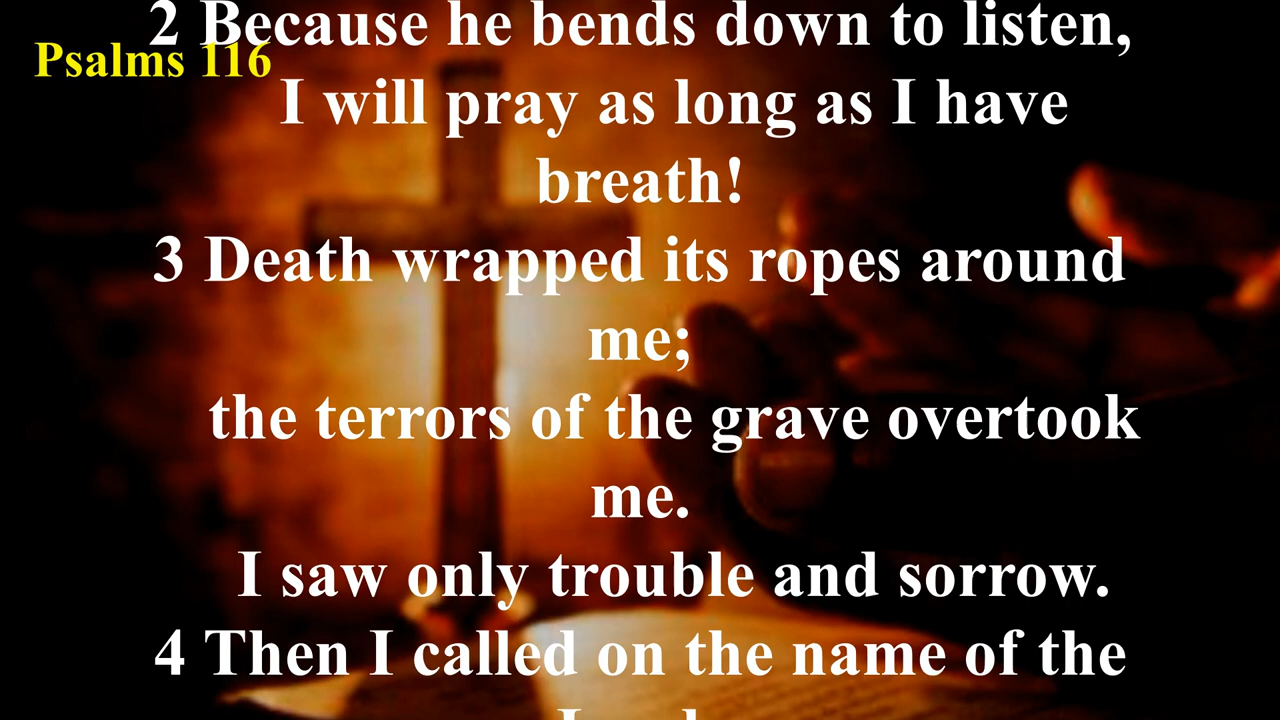 2 Because he bends down to listen,
Psalms 116
I will pray as long as I have
breath!
3 Death wrapped its ropes around
me;
the terrors of the grave overtook
me.
I saw only trouble and sorrow.
4 Then I called on the name of the